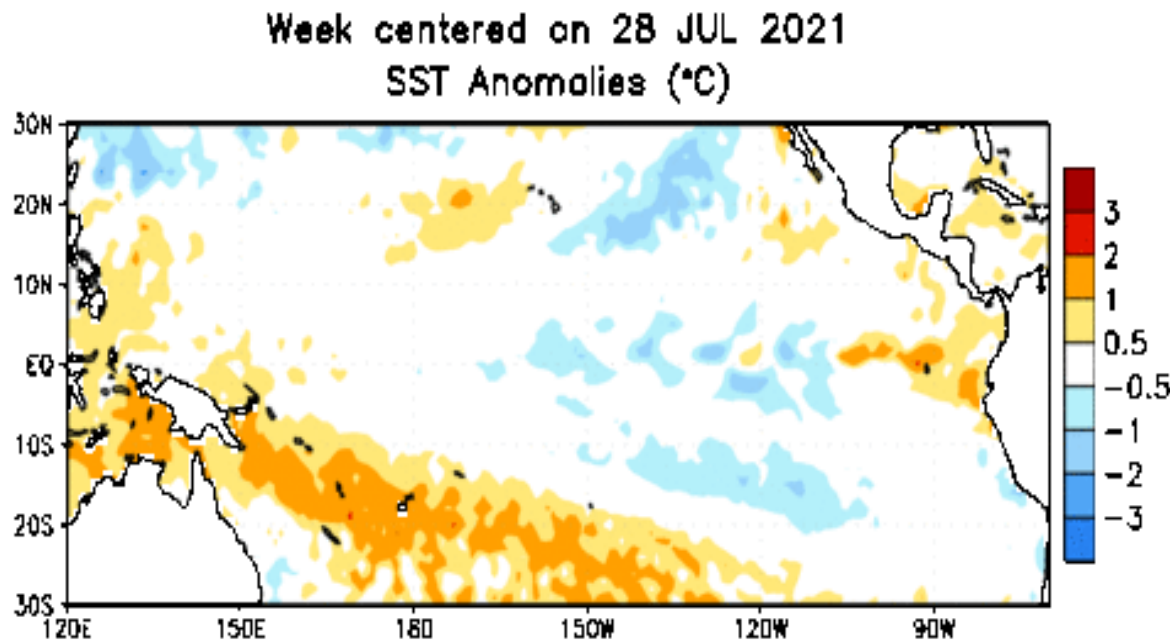 Week centered on 28 JUL 2021
SST Anomalies (°C)
30N
20N
10N
EQ
10S
20S
30S
120E 150E 180 150W 120W 90W
3
2
1
0.5
-0.5
-1
-2
-3